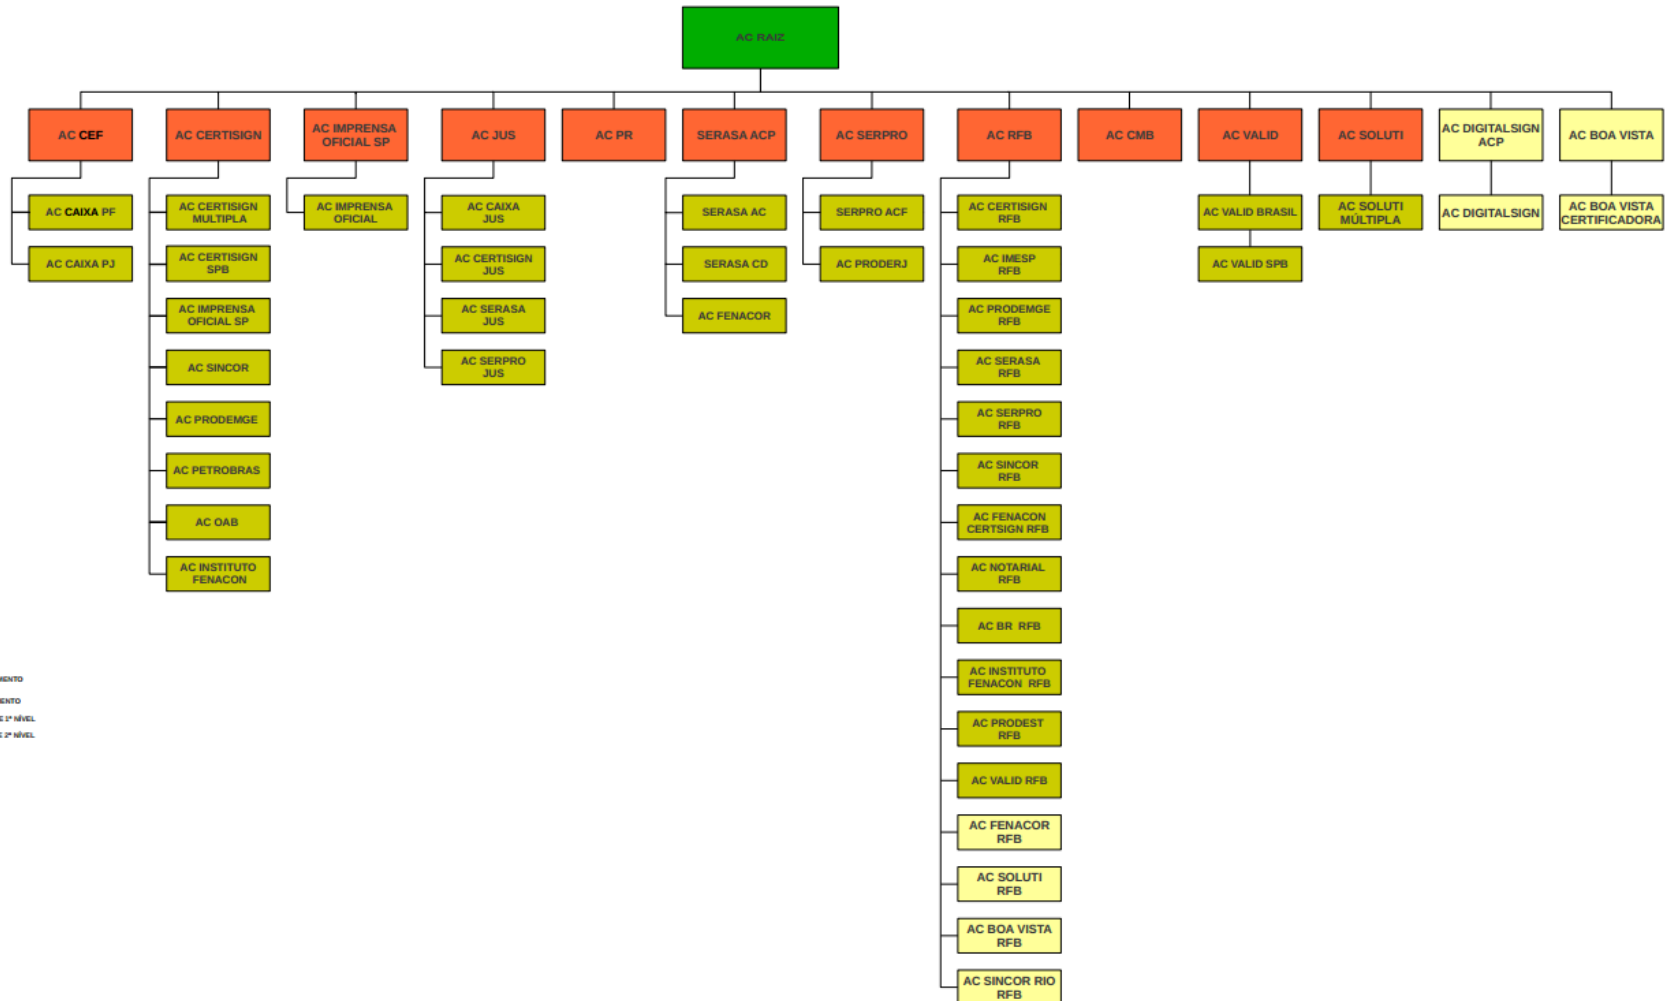 AC RAIZ
AC CEF
AC CERTISIGN
AC IMPRENSA
OFICIAL SP
AC JUS
AC PR
SERASA ACP
AC SERPRO
AC RFB
AC CMB
AC VALID
AC SOLUTI
AC DIGITALSIGN
ACP
AC BOA VISTA
AC CAIXA PF
AC CAIXA PJ
AC CERTISIGN
MULTIPLA
AC CERTISIGN
SPB
AC IMPRENSA
OFICIAL SP
AC SINCOR
AC PRODEMGE
AC PETROBRAS
AC OAB
AC INSTITUTO
FENACON
AC IMPRENSA
OFICIAL
AC CAIXA
JUS
AC CERTISIGN
JUS
AC SERASA
JUS
AC SERPRO
JUS
SERASA AC
SERASA CD
AC FENACOR
SERPRO ACF
AC PRODERJ
AC CERTISIGN
RFB
AC IMESP
RFB
AC PRODEMGE
RFB
AC SERASA
RFB
AC SERPRO
RFB
AC SINCOR
RFB
AC FENACON
CERTSIGN RFB
AC NOTARIAL
RFB
AC BR RFB
AC INSTITUTO
FENACON RFB
AC PRODEST
RFB
AC VALID RFB
AC FENACOR
RFB
AC SOLUTI
RFB
AC BOA VISTA
RFB
AC SINCOR RIO
RFB
AC VALID BRASIL
AC VALID SPB
AC SOLUTI
MÚLTIPLA
AC DIGITALSIGN
AC BOA VISTA
CERTIFICADORA
1º NÍVEL
2º NÍVEL